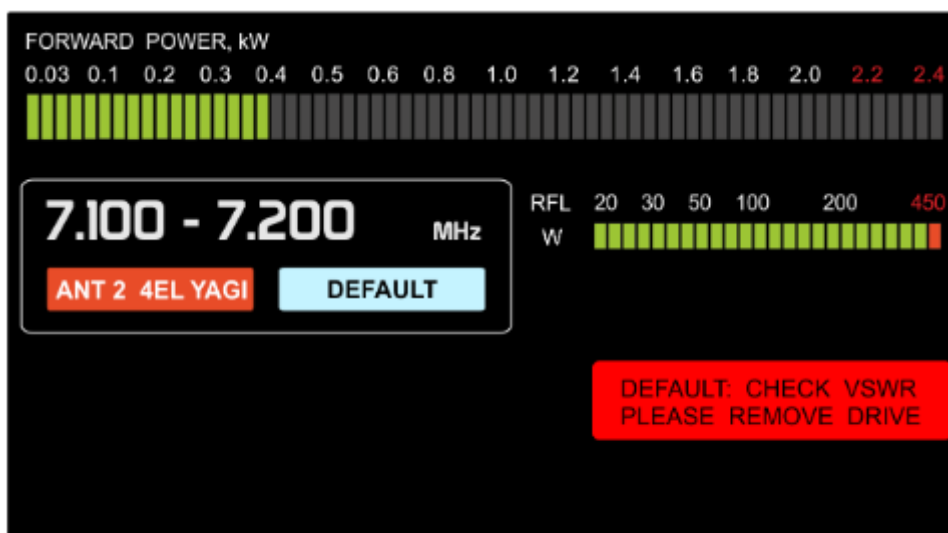 FORWARD POWER, kW
0.03 0.1 0.2 0.3 0.4 0.5 0.6 0.8 1.0 1.2 1.4 1.6 1.8 2.0 2.2 2.4
7.100 - 7.200 MHz
ANT 2 4EL YAGI DEFAULT
RFL 20 30 50 100 200 450
W
DEFAULT: CHECK VSWR
PLEASE REMOVE DRIVE